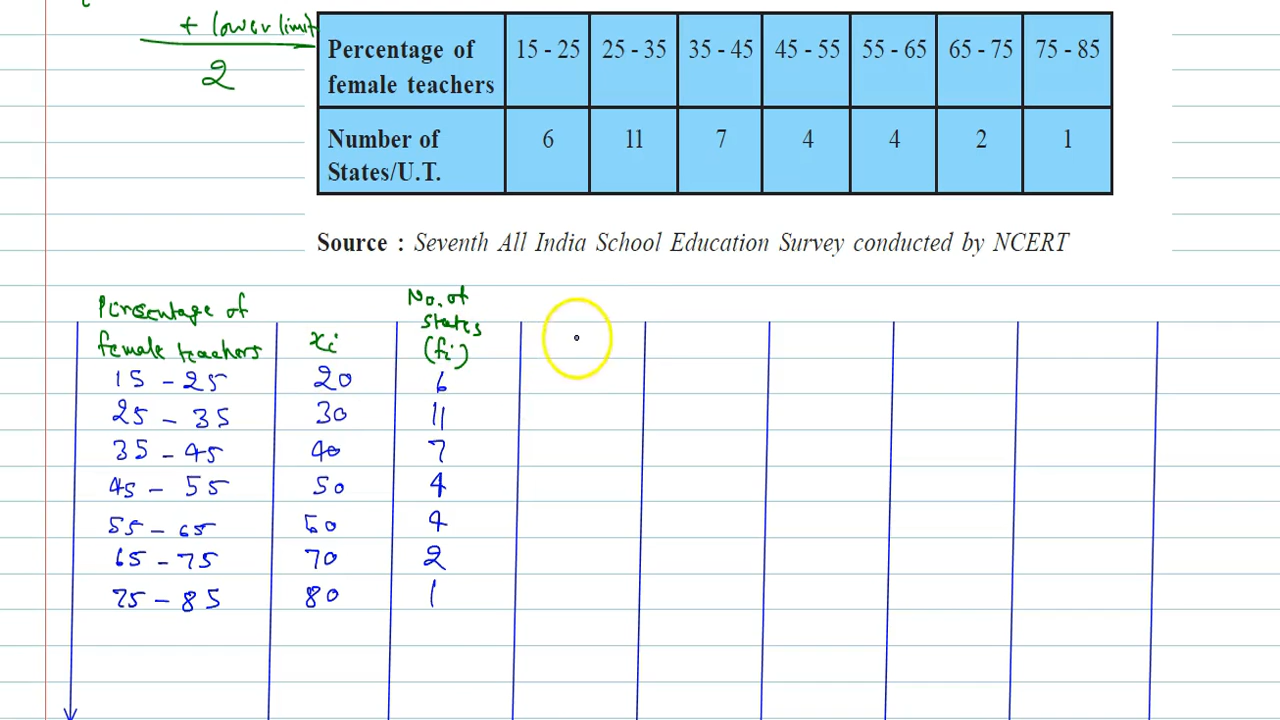 + lower limit
2
Percentage of female teachers 15 - 25 25 - 35 35 - 45 45 - 55 55 - 65 65 - 75 75 - 85
Number of States/U.T. 6 11 7 4 4 2 1
Source : Seventh All India School Education Survey conducted by NCERT
Percentage of female teachers xi No. of states (fi)
15 - 25 20 6
25 - 35 30 11
35 - 45 40 7
45 - 55 50 4
55 - 65 60 4
65 - 75 70 2
75 - 85 80 1